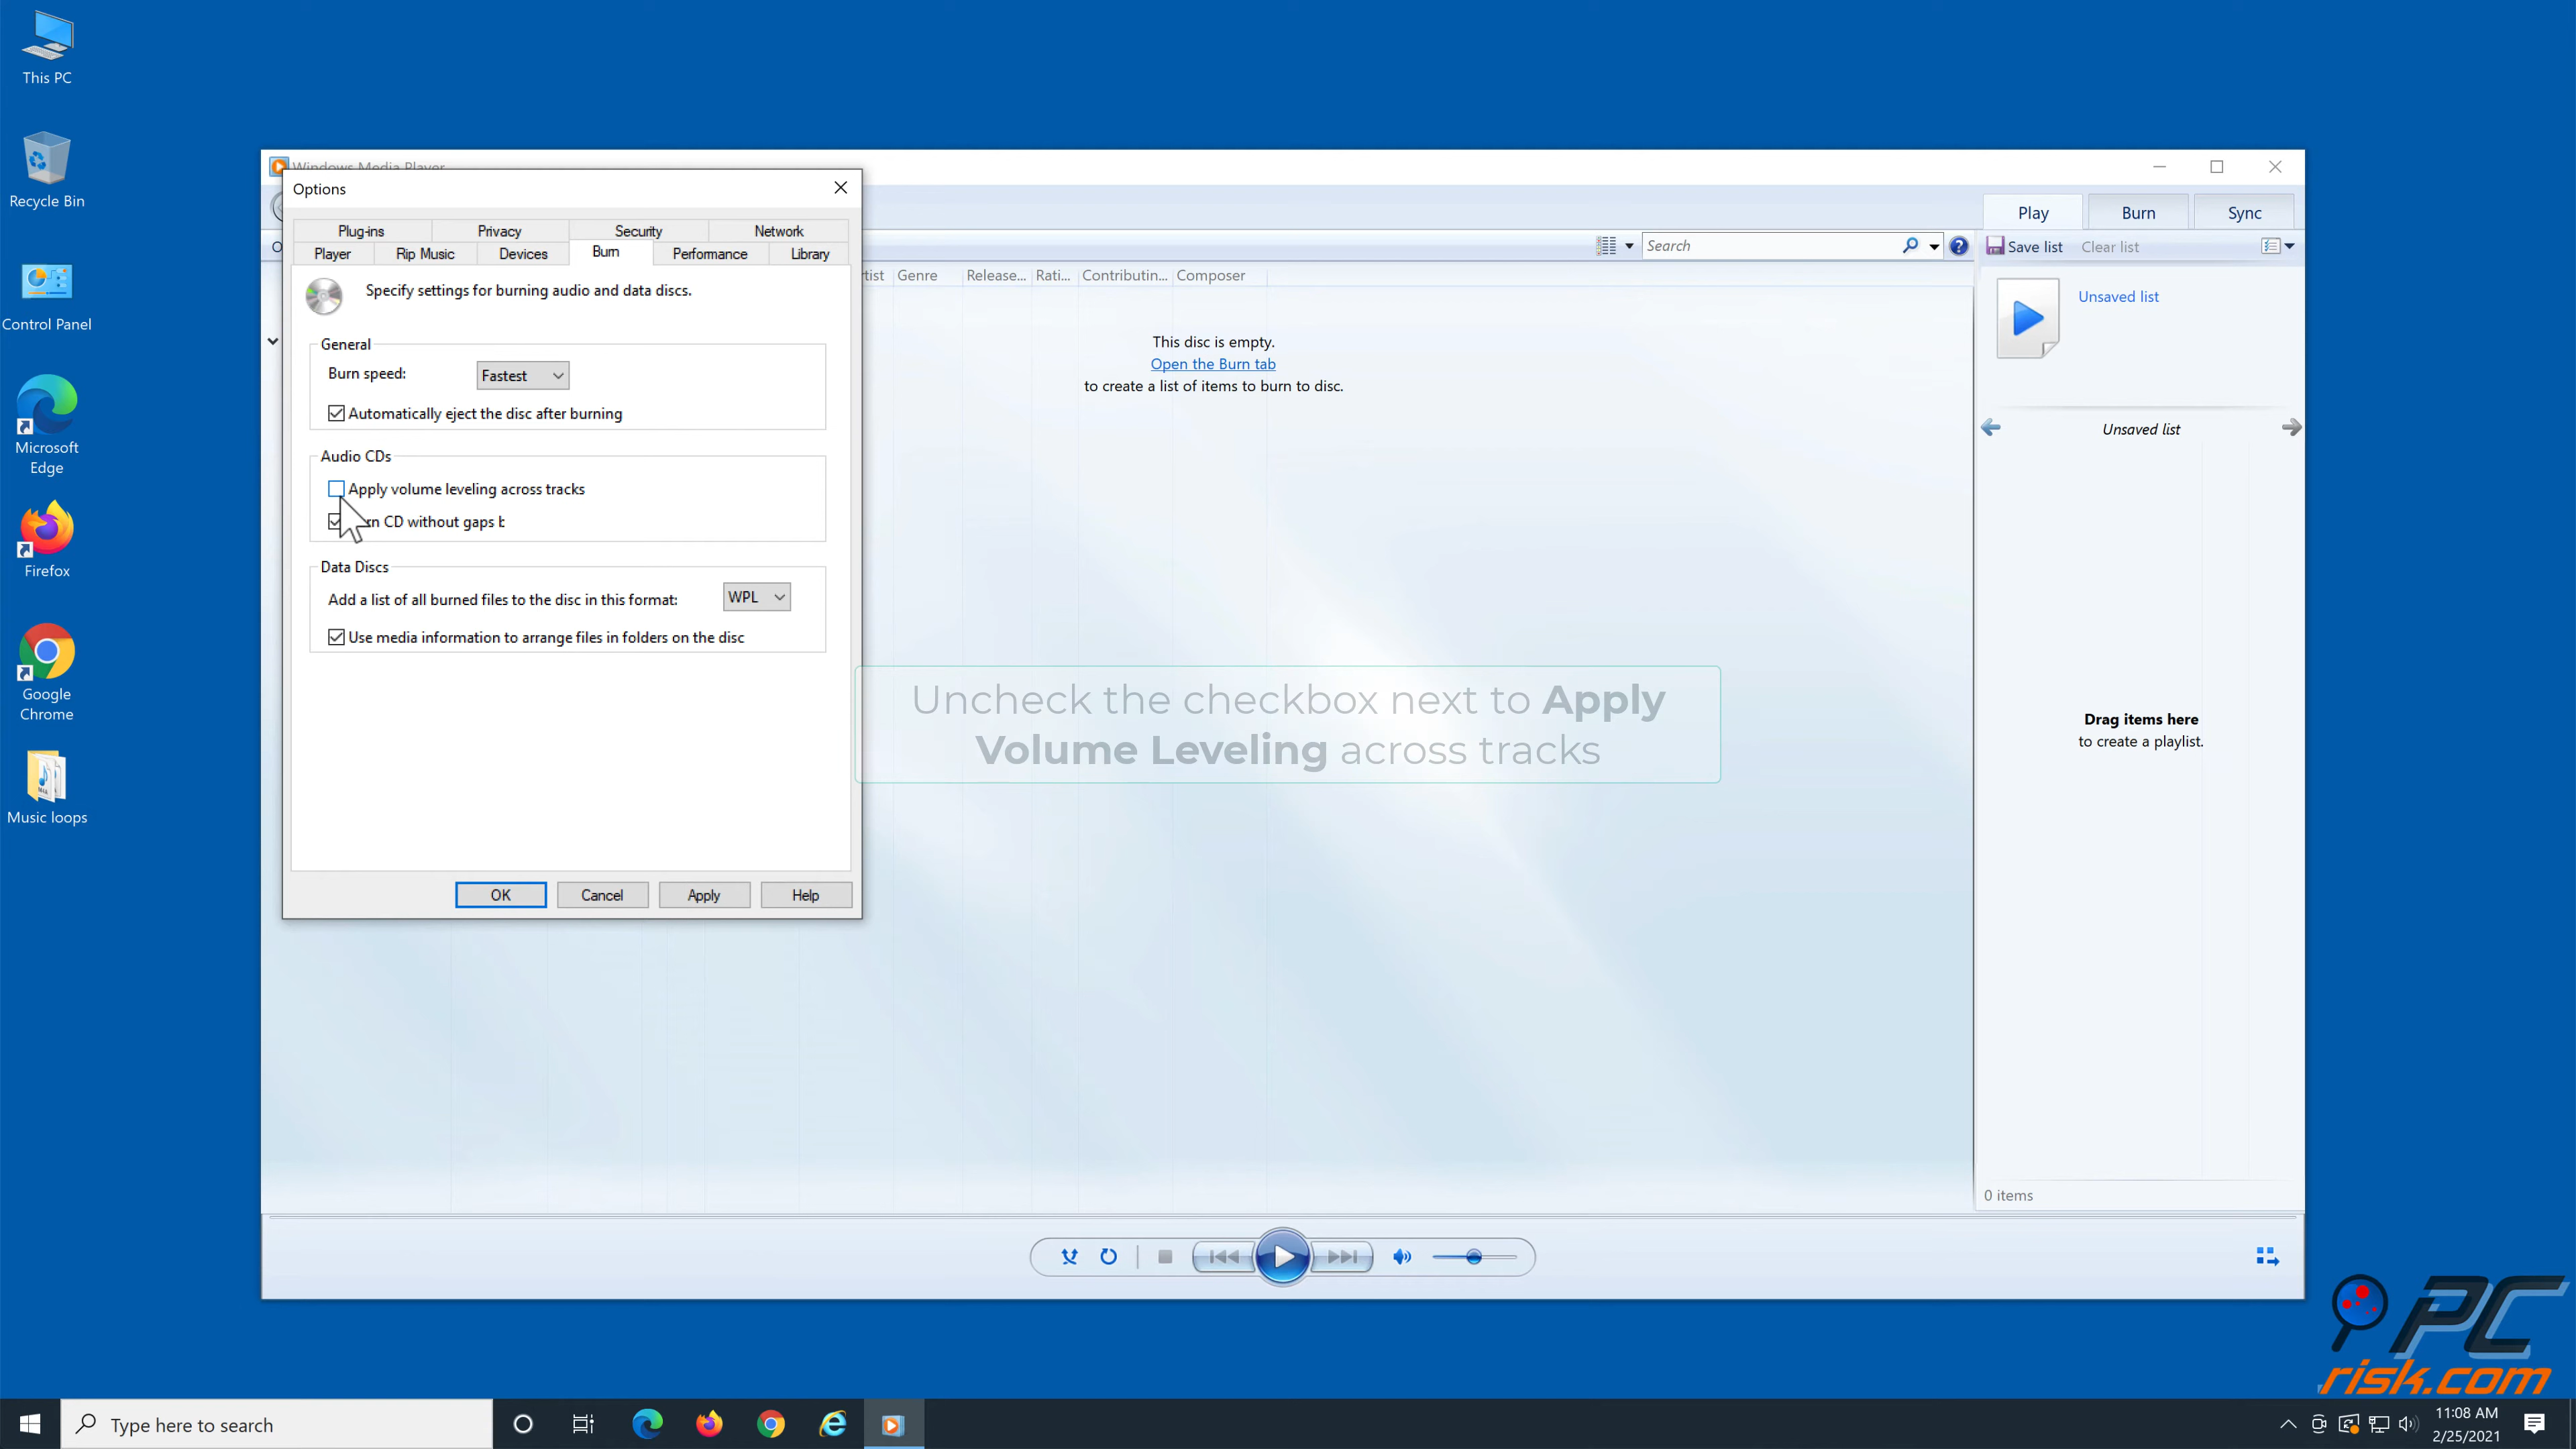 This PC
Recycle Bin
Control Panel
Microsoft
Edge
Firefox
Google
Chrome
Music loops
Windows Media Player
Options
Plug-ins
Privacy
Security
Network
Player
Rip Music
Devices
Burn
Performance
Library
Specify settings for burning audio and data discs.
General
Burn speed:
Fastest
Automatically eject the disc after burning
Audio CDs
Apply volume leveling across tracks
CD without gaps b
Data Discs
Add a list of all burned files to the disc in this format:
WPL
Use media information to arrange files in folders on the disc
OK
Cancel
Apply
Help
Play
Burn
Sync
Search
Save list
Clear list
Genre
Release...
Rati...
Contributin...
Composer
This disc is empty.
Open the Burn tab
to create a list of items to burn to disc.
Unsaved list
Unsaved list
Uncheck the checkbox next to Apply
Volume Leveling across tracks
Drag items here
to create a playlist.
0 items
PC
risk.com
Type here to search
11:08 AM
2/25/2021